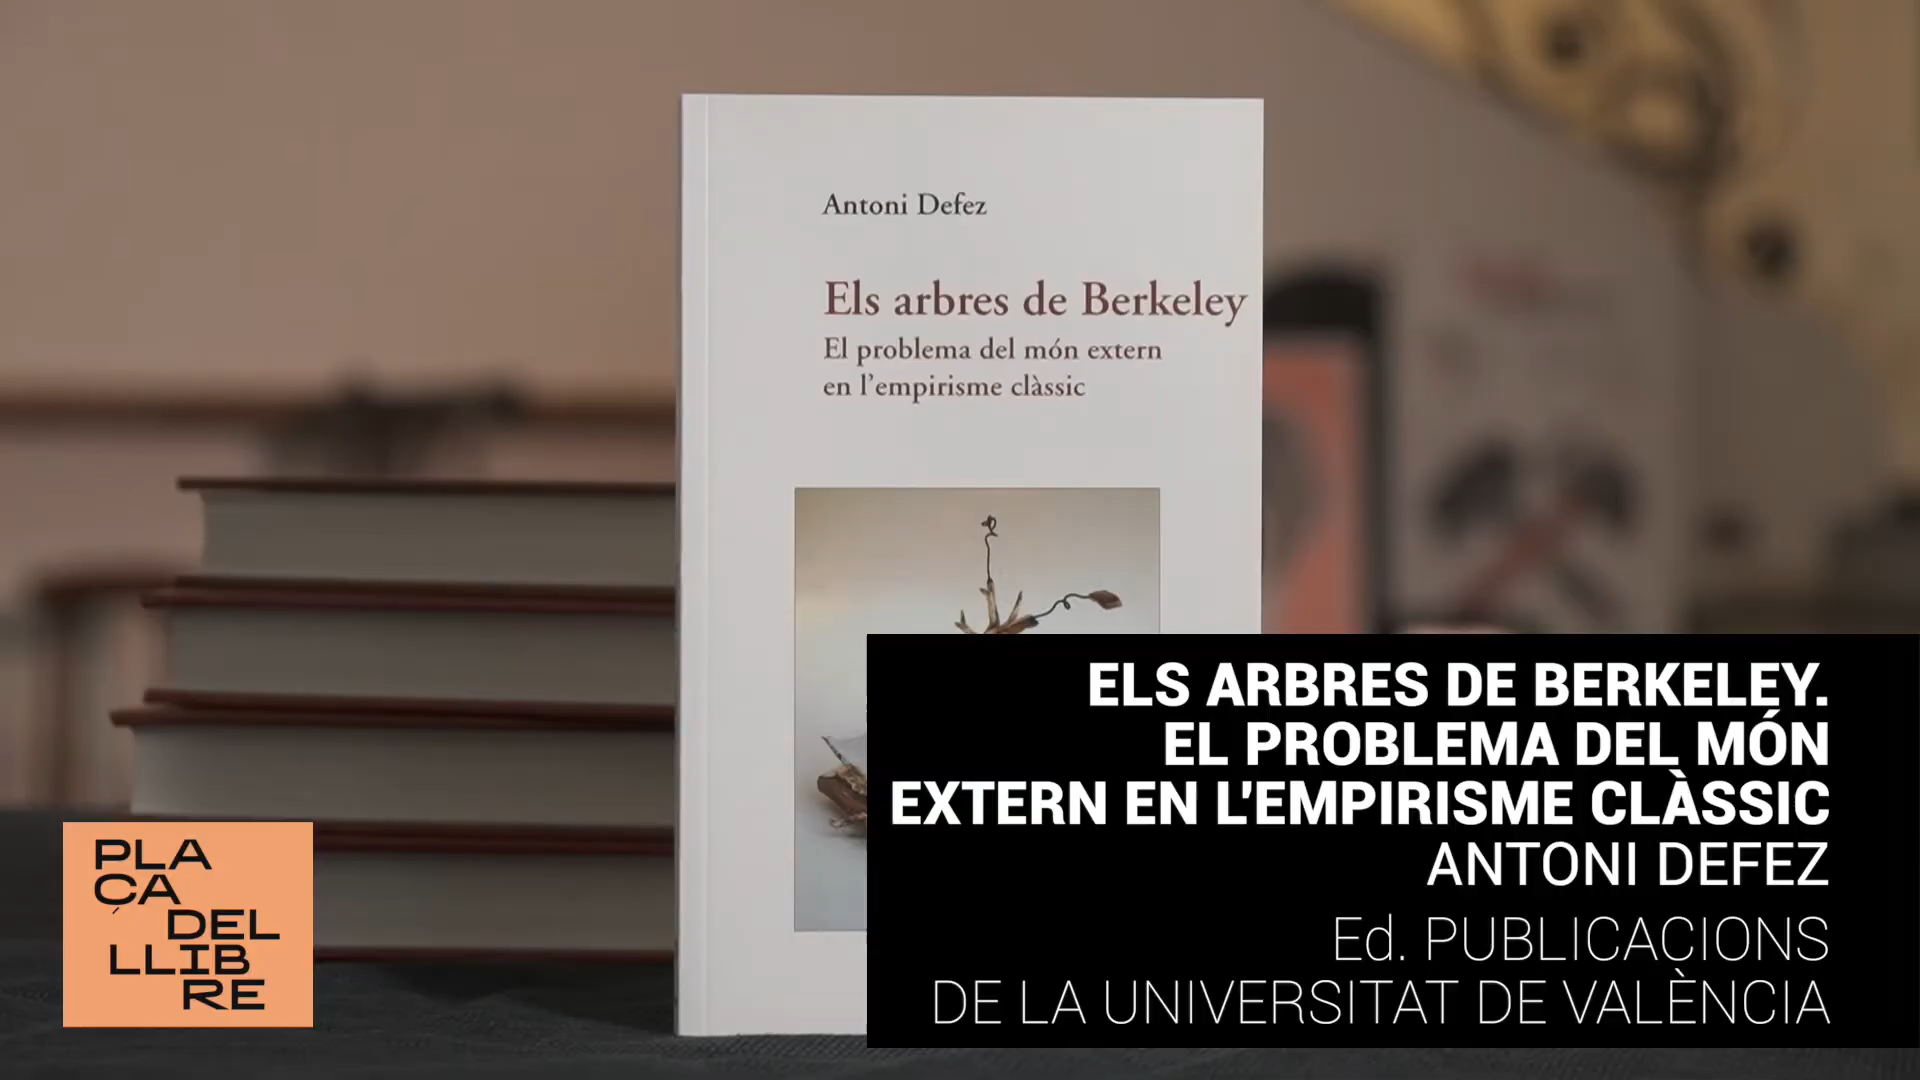 Antoni Defez
Els arbres de Berkeley
El problema del món extern
en l'empirisme clàssic
ELS ARBRES DE BERKELEY.
EL PROBLEMA DEL MÓN
EXTERN EN L'EMPIRISME CLÀSSIC
ANTONI DEFEZ
Ed. PUBLICACIONS
DE LA UNIVERSITAT DE VALÈNCIA
PLA
ÇA
DEL
LLIB
RE